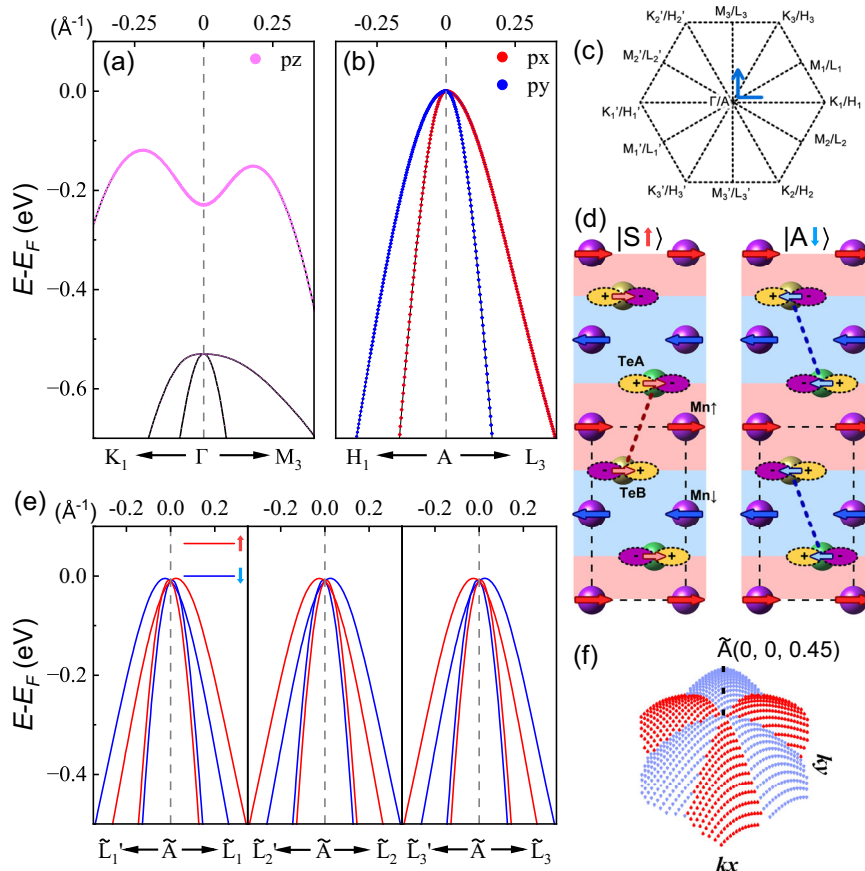 (Å⁻¹) -0.25 0 0.25 -0.25 0 0.25
(a) pz
(b) px
py
E-E_F (eV)
0.0
-0.2
-0.4
-0.6
K₁ Γ M₃
H₁ A L₃
(c)
K₂'/H₂' M₃/L₃ K₃/H₃
M₂'/L₂' M₁/L₁
K₁'/H₁' Γ/A K₁/H₁
M₁'/L₁' M₂/L₂
K₃'/H₃' M₃'/L₃' K₂/H₂
(d)
|S⬆⟩ |A⬇⟩
+ - + -
TeA
+ - - +
Mn↑
- + - +
TeB
Mn↓
- + + -
(e)
(Å⁻¹) -0.2 0.0 0.2 -0.2 0.0 0.2 -0.2 0.0 0.2
E-E_F (eV)
0.0
-0.2
-0.4
L̃₁' Ã L̃₁ L̃₂' Ã L̃₂ L̃₃' Ã L̃₃
(f)
Ã(0, 0, 0.45)
ky
kx